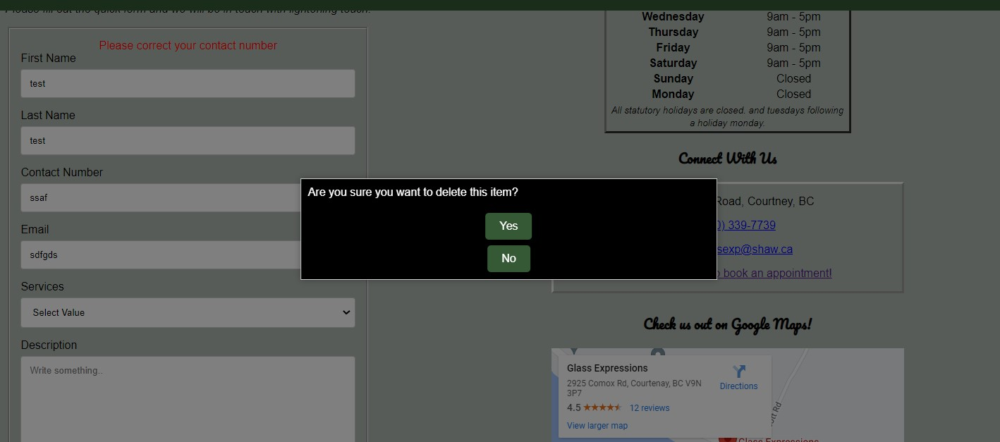 Please fill out the quick form and we will be in touch with lightening touch.
Please correct your contact number
First Name
test
Last Name
test
Contact Number
ssaf
Email
sdfgds
Services
Select Value
Description
Write something..
Wednesday 9am - 5pm
Thursday 9am - 5pm
Friday 9am - 5pm
Saturday 9am - 5pm
Sunday Closed
Monday Closed
All statutory holidays are closed. and tuesdays following
a holiday monday.
Connect With Us
Road, Courtney, BC
0) 339-7739
sexp@shaw.ca
o book an appointment!
Are you sure you want to delete this item?
Yes
No
Check us out on Google Maps!
Glass Expressions
2925 Comox Rd, Courtenay, BC V9N
3P7
Directions
4.5 12 reviews
View larger map
Rd
Glass Expressions